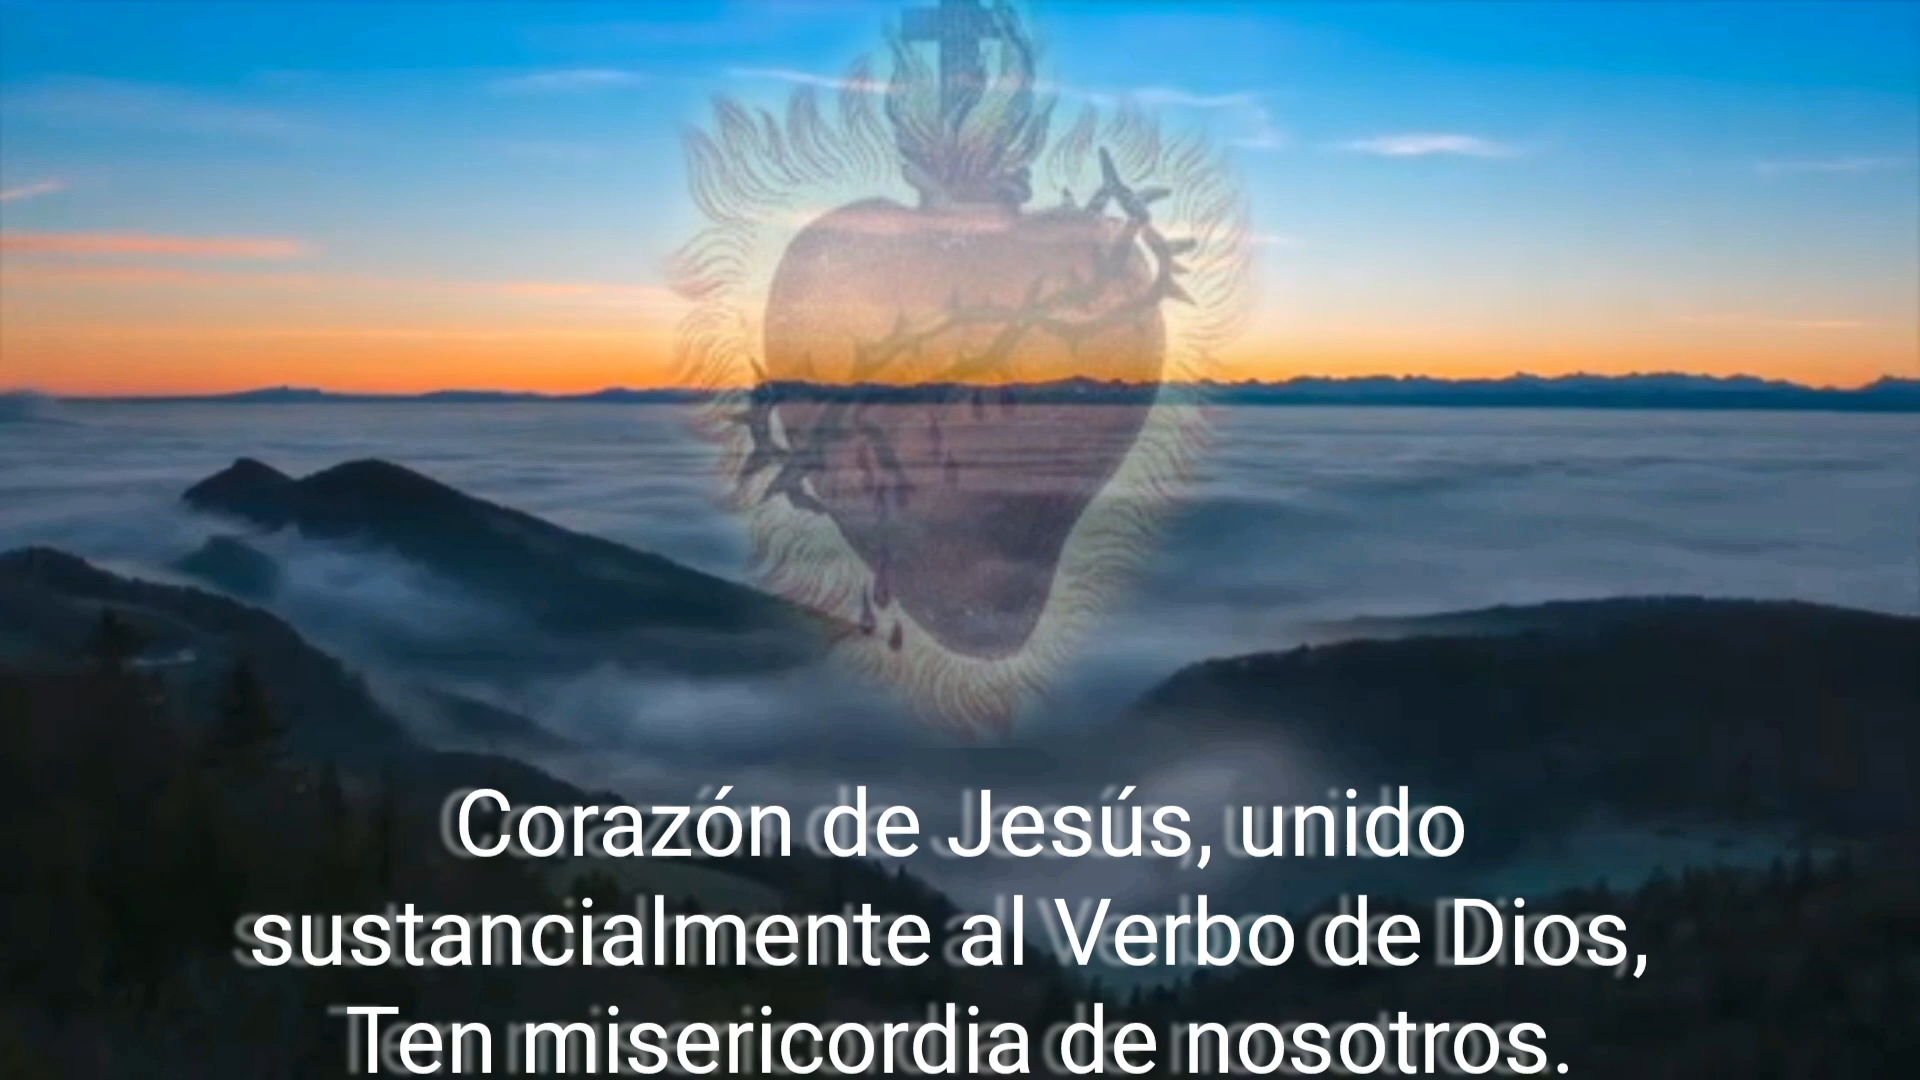 Corazón de Jesús, unido
sustancialmente al Verbo de Dios,
Ten misericordia de nosotros.